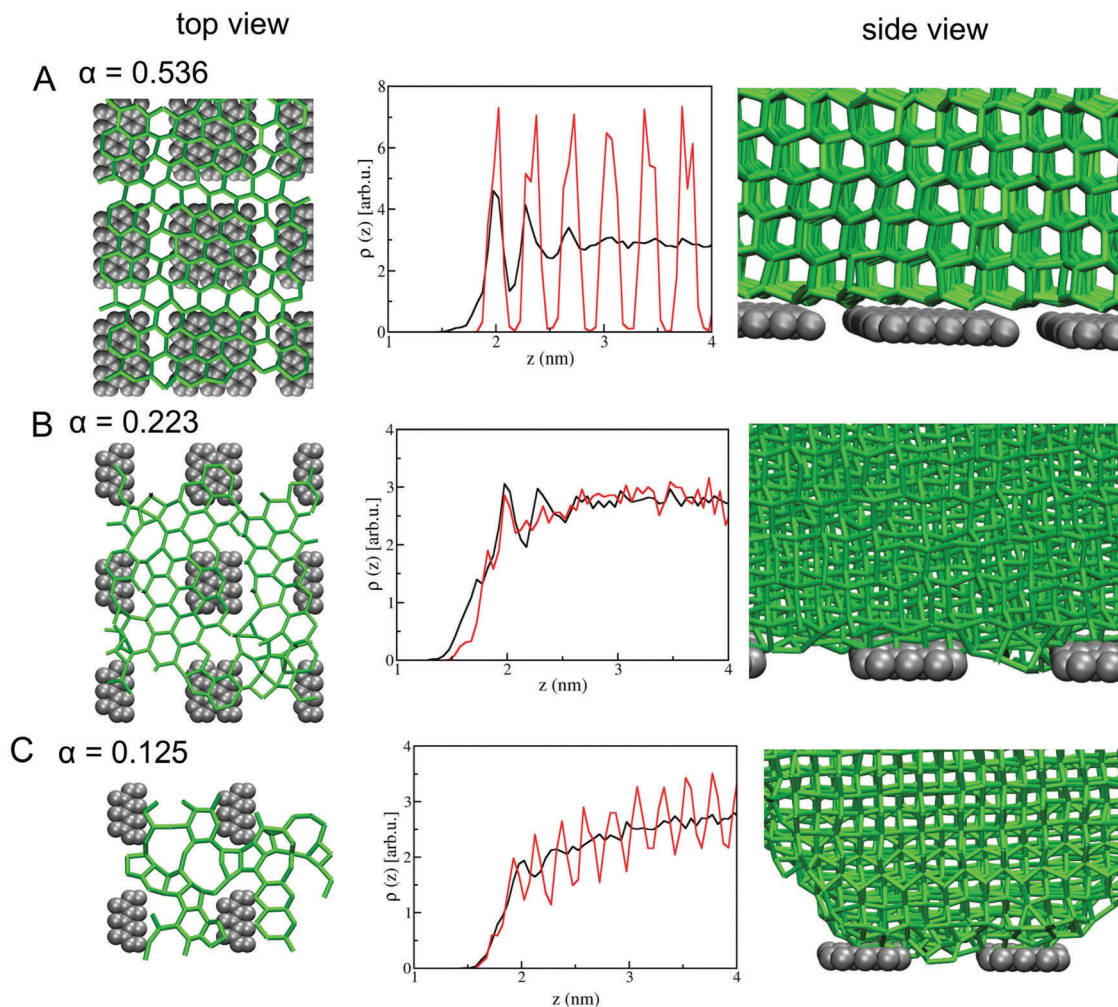 top view
side view
A α = 0.536
8
6
4
2
0
ρ (z) [arb.u.]
1 2 3 4
z (nm)
B α = 0.223
4
3
2
1
0
ρ (z) [arb.u.]
1 2 3 4
z (nm)
C α = 0.125
4
3
2
1
0
ρ (z) [arb.u.]
1 2 3 4
z (nm)